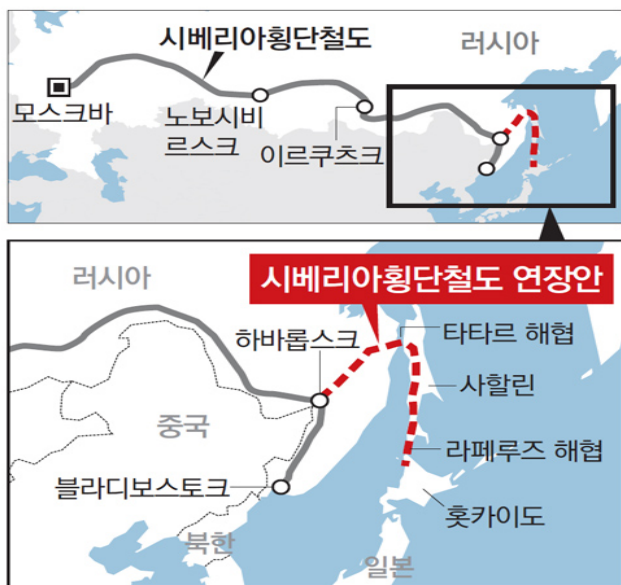 시베리아횡단철도
러시아
모스크바
노보시비
르스크
이르쿠츠크
러시아
시베리아횡단철도 연장안
하바롭스크
타타르 해협
사할린
중국
라페루즈 해협
블라디보스토크
홋카이도
북한
일본